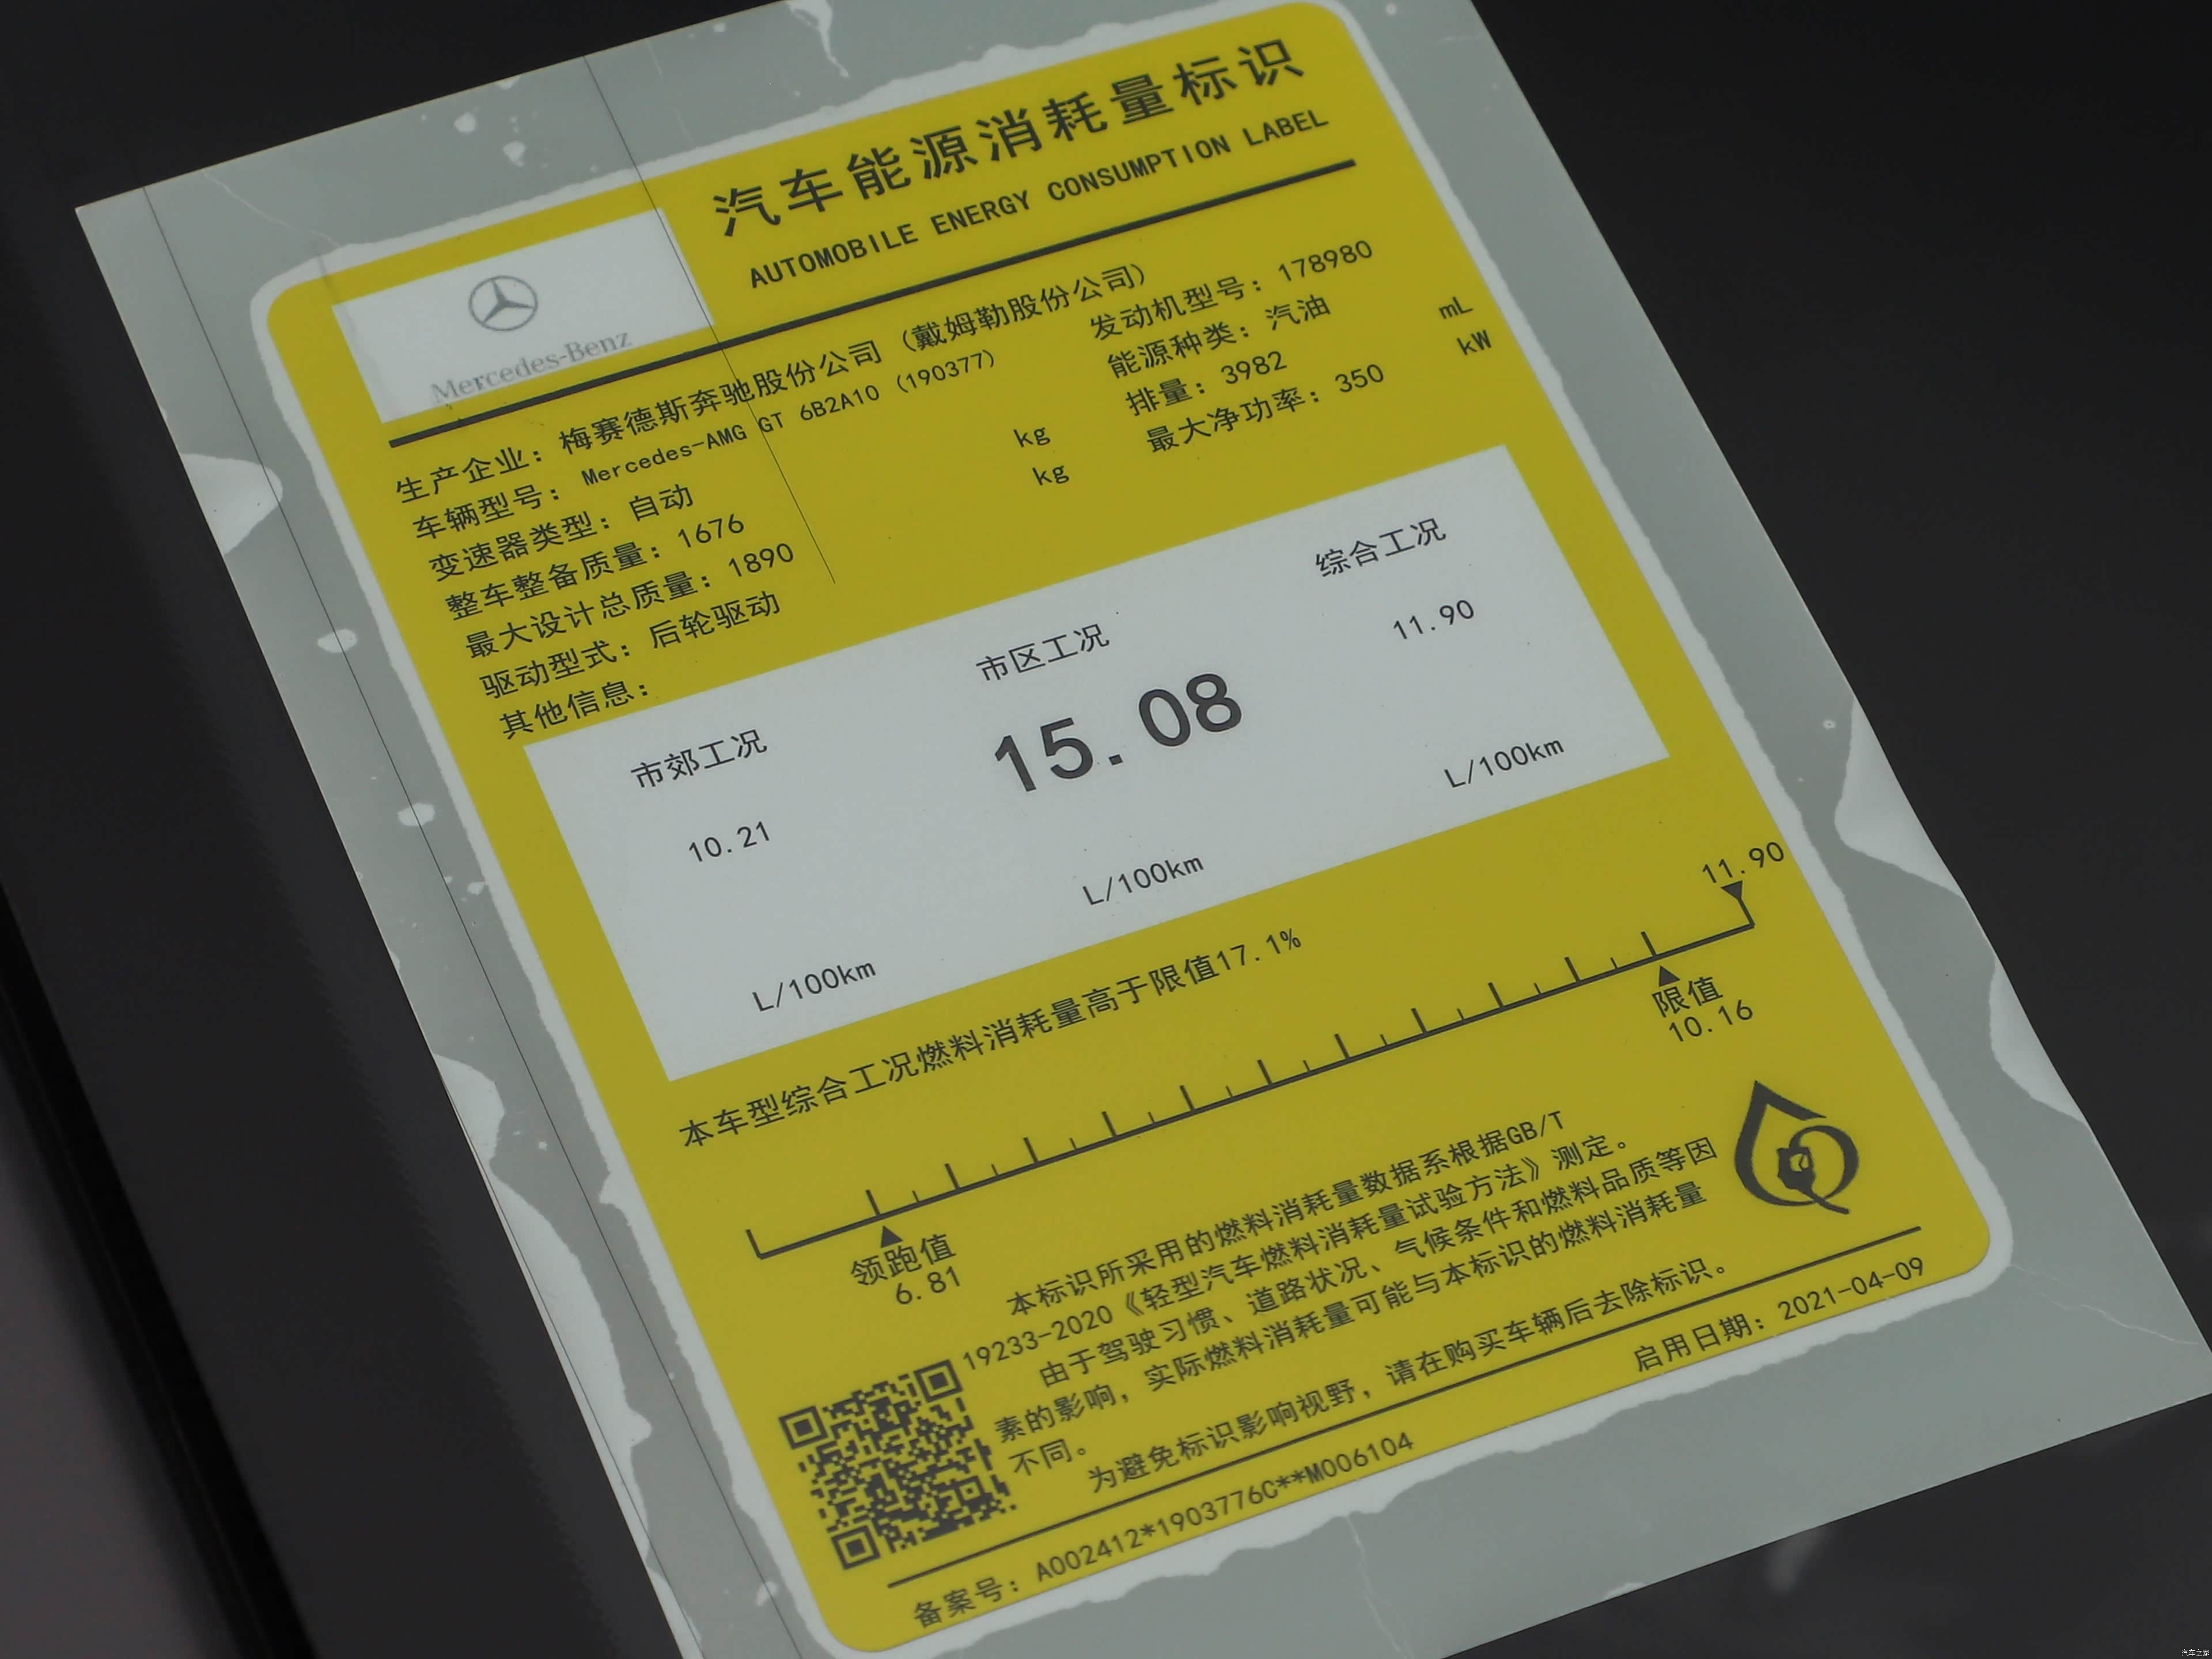 汽车能源消耗量标识
AUTOMOBILE ENERGY CONSUMPTION LABEL
Mercedes-Benz
生产企业：梅赛德斯奔驰股份公司（戴姆勒股份公司）
车辆型号：Mercedes-AMG GT 6B2A10（190377）
变速器类型：自动
整车整备质量：1676 kg
最大设计总质量：1890 kg
驱动型式：后轮驱动
其他信息：
发动机型号：178980
能源种类：汽油
排量：3982 mL
最大净功率：350 kW
市郊工况
10.21
L/100km
市区工况
15.08
L/100km
综合工况
11.90
L/100km
本车型综合工况燃料消耗量高于限值17.1%
11.90
限值
10.16
领跑值
6.81
本标识所采用的燃料消耗量数据系根据GB/T
19233-2020《轻型汽车燃料消耗量试验方法》测定。
由于驾驶习惯、道路状况、气候条件和燃料品质等因
素的影响，实际燃料消耗量可能与本标识的燃料消耗量
不同。
为避免标识影响视野，请在购买车辆后去除标识。
备案号：A002412*1903776C**M006104
启用日期：2021-04-09
汽车之家